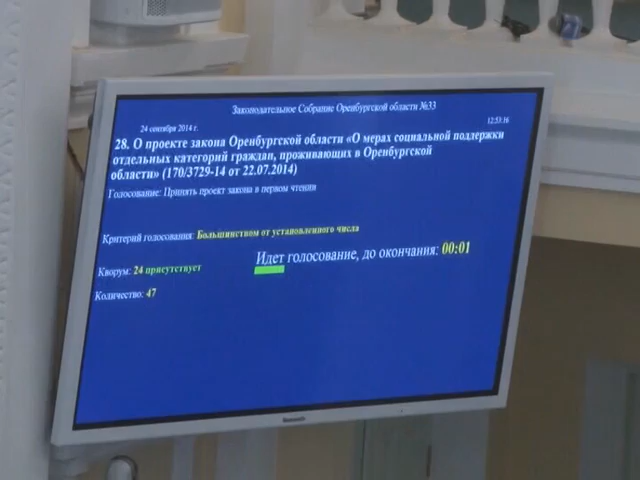 Законодательное Собрание Оренбургской области №33
24 сентября 2014 г. 12:53:16
28. О проекте закона Оренбургской области «О мерах социальной поддержки
отдельных категорий граждан, проживающих в Оренбургской
области» (170/3729-14 от 22.07.2014)
Голосование: Принять проект закона в первом чтении
Критерий голосования: Большинством от установленного числа
Идет голосование, до окончания: 00:01
Кворум: 24 присутствует
Количество: 47